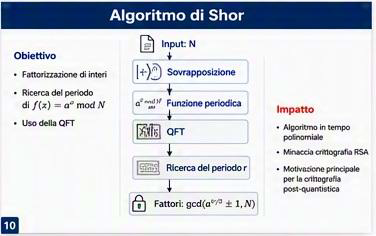 Algoritmo di Shor
Obiettivo
• Fattorizzazione di interi
• Ricerca del periodo
di f(x) = aˣ mod N
• Uso della QFT
Input: N
Sovrapposizione
Funzione periodica
QFT
Ricerca del periodo r
Fattori: gcd(a^{r/2} ± 1, N)
Impatto
• Algoritmo in tempo
polinomiale
• Minaccia crittografia RSA
• Motivazione principale
per la crittografia
post-quantistica
10